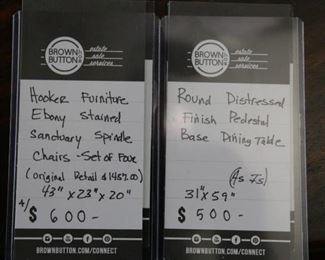 BROWN
BUTTON
estate
sale
services
Hooker Furniture
Ebony Stained
Sanctuary Spindle
Chairs - Set of Four
(original Retail $1457.00)
43" x 23" x 20"
4/$ 600-
BROWNBUTTON.COM/CONNECT
BROWN
BUTTON
estate
sale
services
Round Distressed
Finish Pedestal
Base Dining Table
(As Is)
31" x 59"
$ 500-
BROWNBUTTON.COM/CONNECT